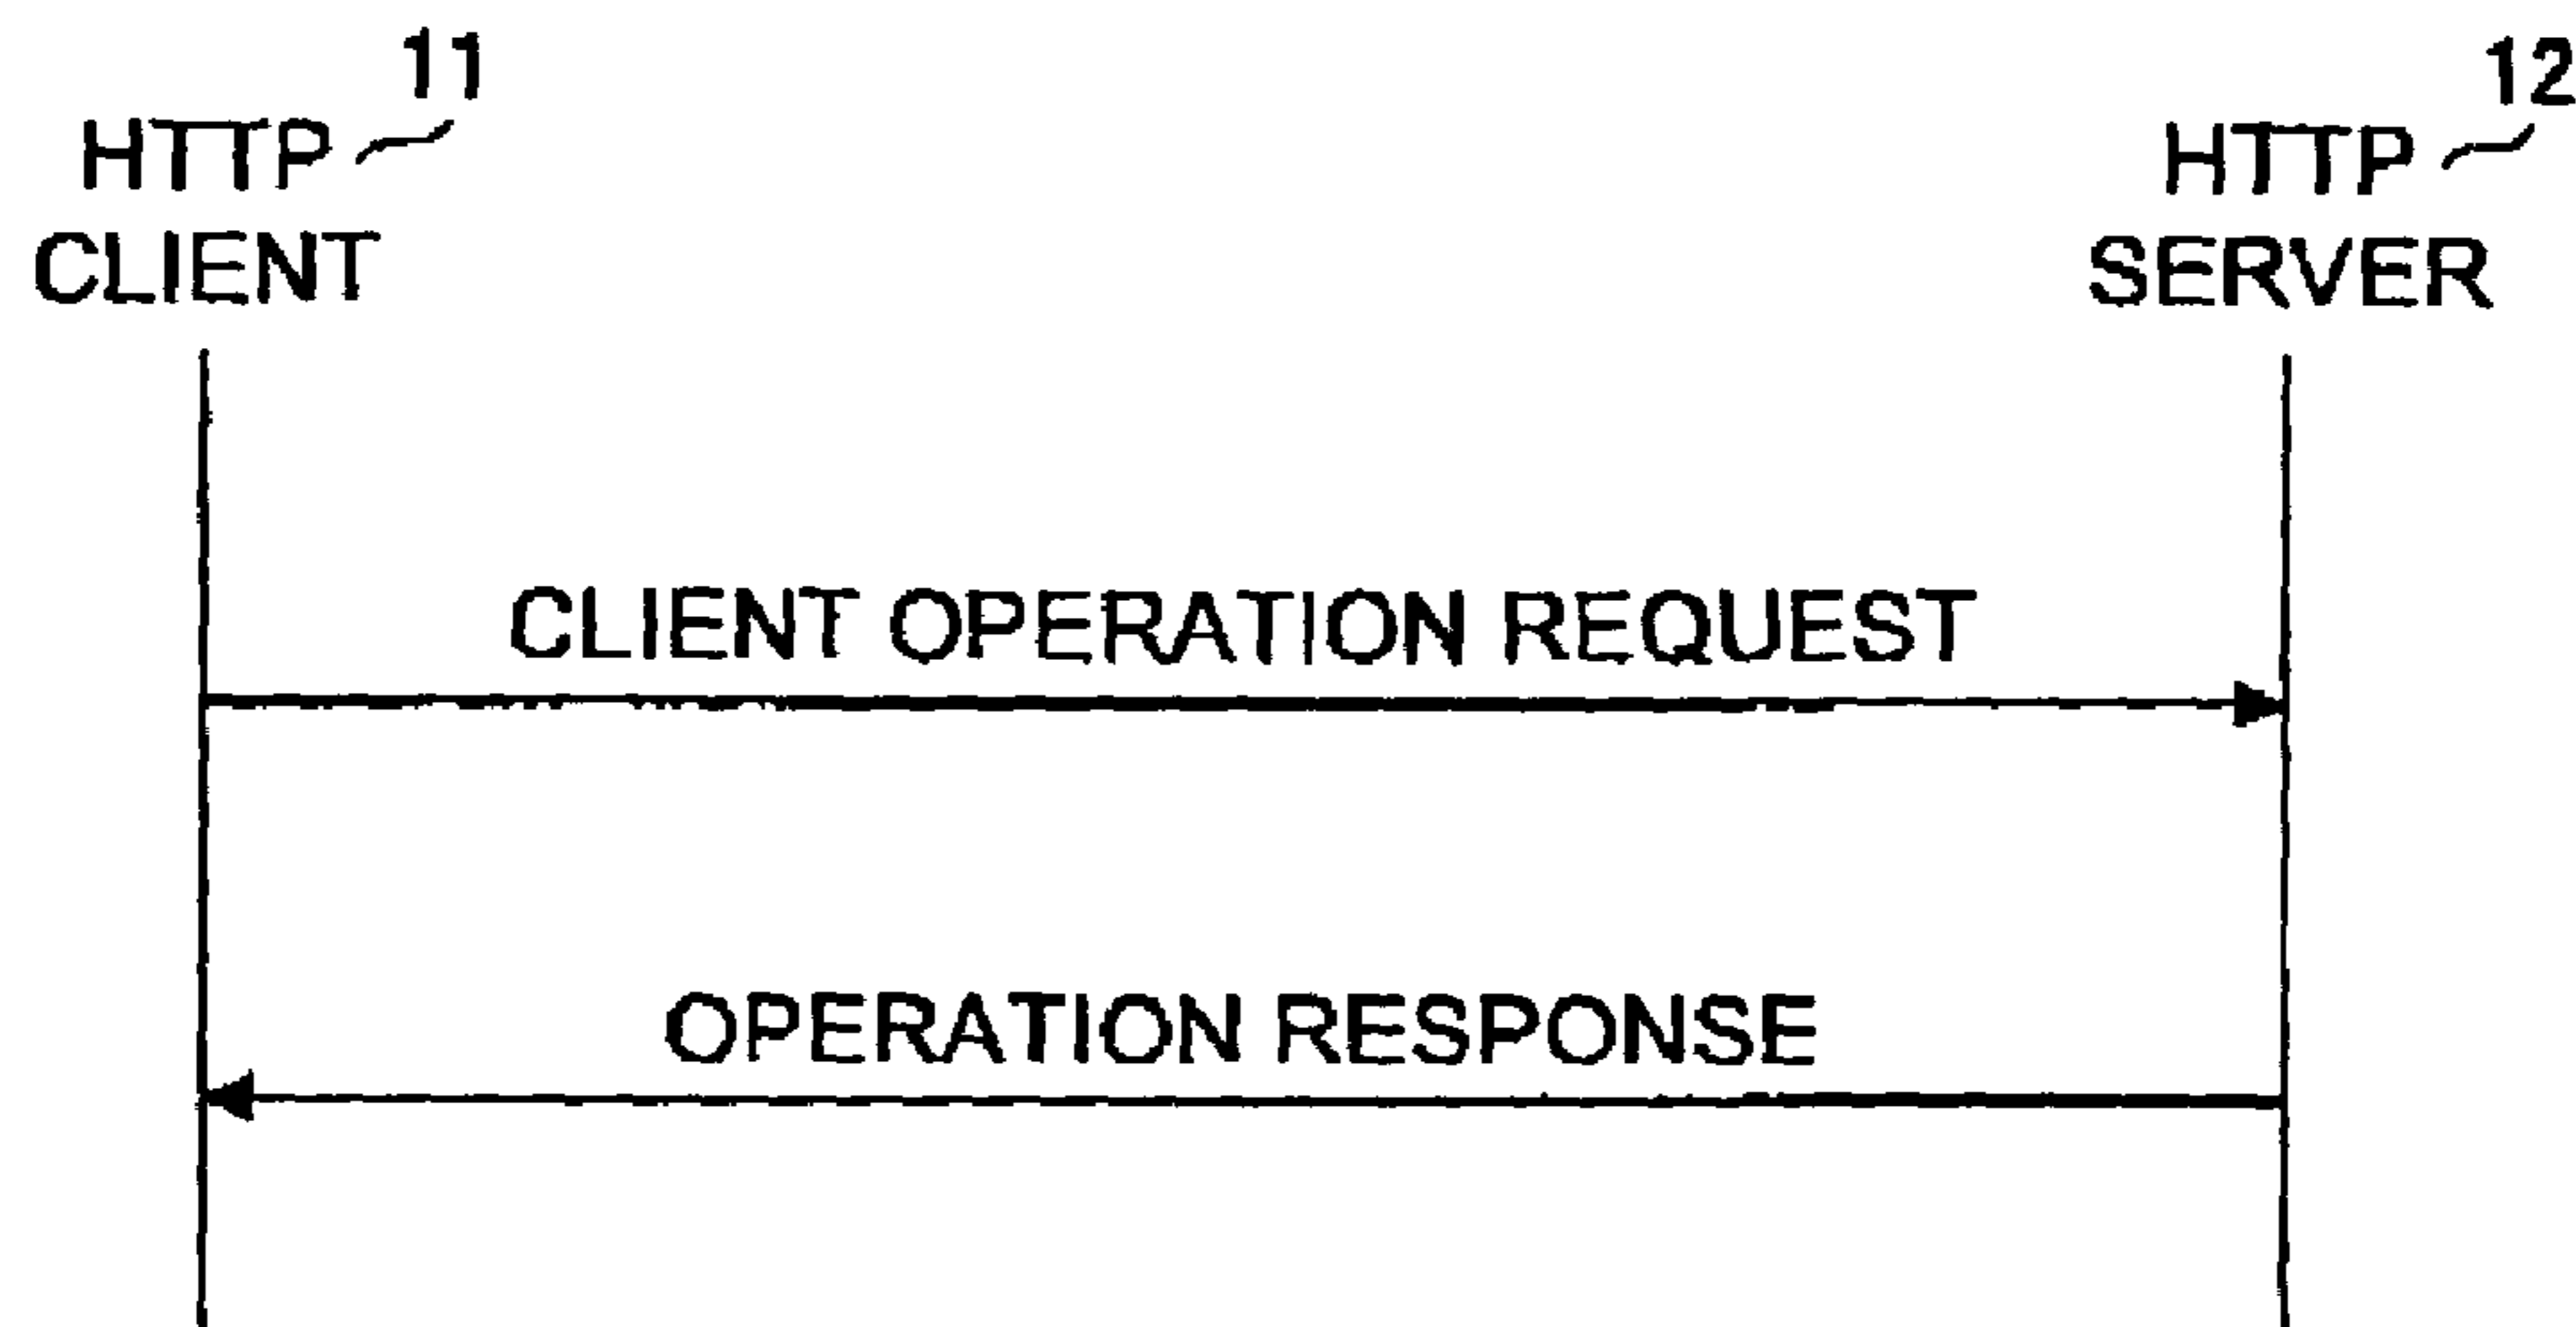 11
HTTP
CLIENT
12
HTTP
SERVER
CLIENT OPERATION REQUEST
OPERATION RESPONSE